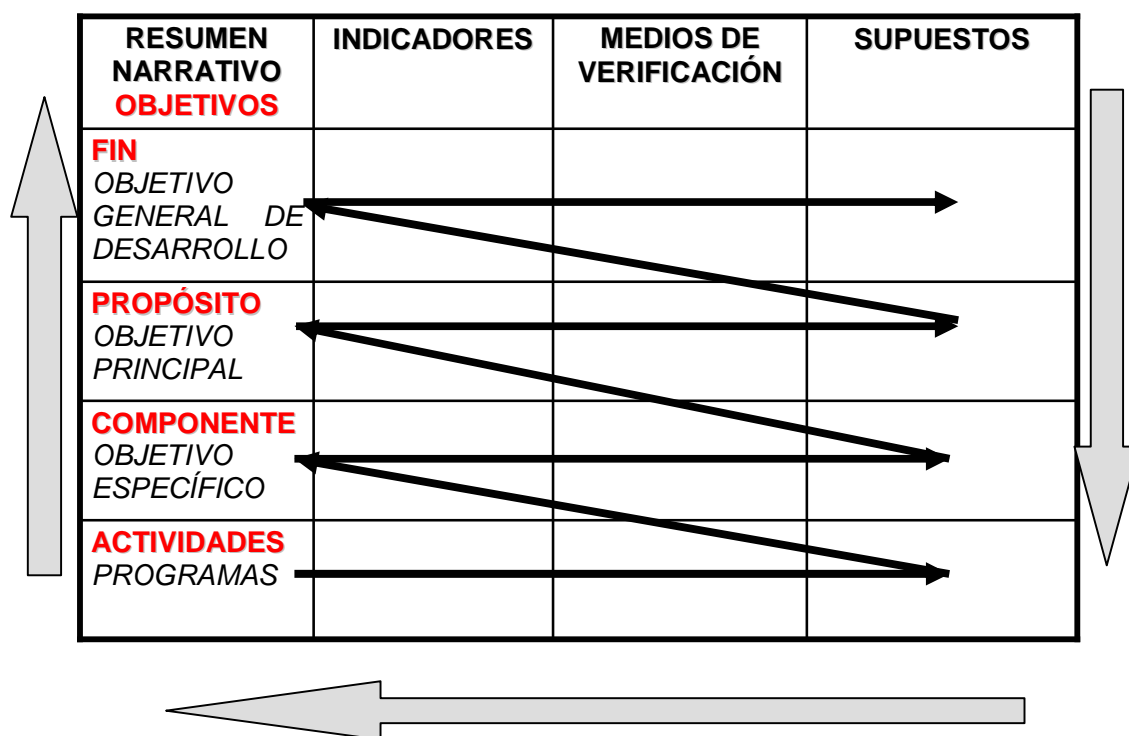 RESUMEN NARRATIVO OBJETIVOS
INDICADORES
MEDIOS DE VERIFICACIÓN
SUPUESTOS
FIN
OBJETIVO
GENERAL DE
DESARROLLO
PROPÓSITO
OBJETIVO
PRINCIPAL
COMPONENTE
OBJETIVO
ESPECÍFICO
ACTIVIDADES
PROGRAMAS